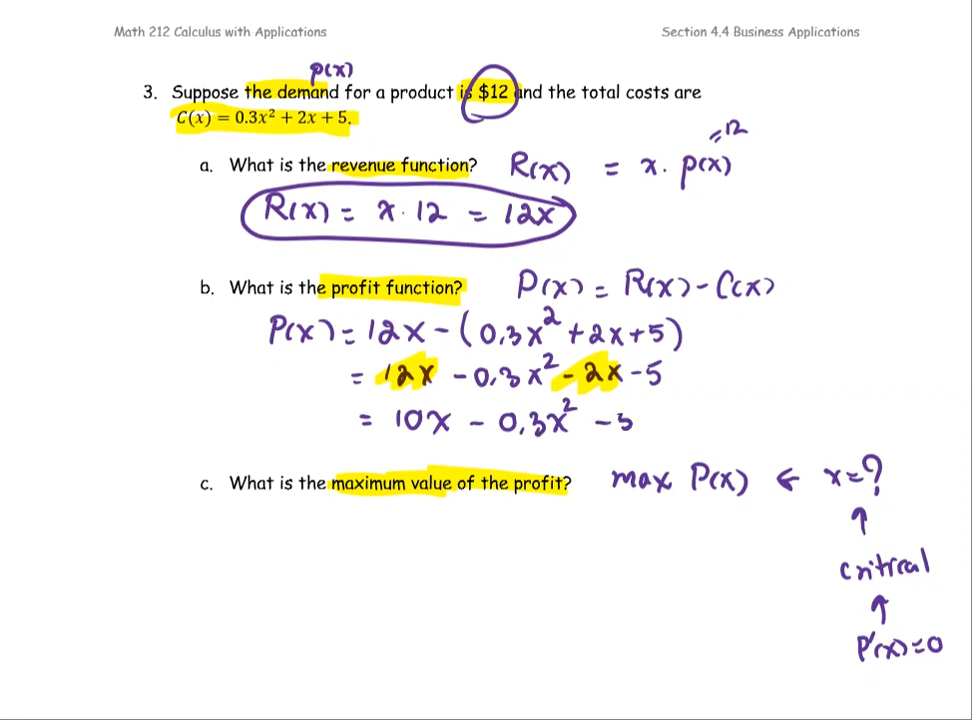 Math 212 Calculus with Applications Section 4.4 Business Applications
p(x)
3. Suppose the demand for a product is $12 and the total costs are
C(x) = 0.3x² + 2x + 5.
= 12
a. What is the revenue function? R(x) = x · p(x)
R(x) = x · 12 = 12x
b. What is the profit function? P(x) = R(x) - C(x)
P(x) = 12x - (0.3x² + 2x + 5)
= 12x - 0.3x² - 2x - 5
= 10x - 0.3x² - 5
c. What is the maximum value of the profit? max P(x) ← x = ?
↑
critical
↑
P'(x) = 0